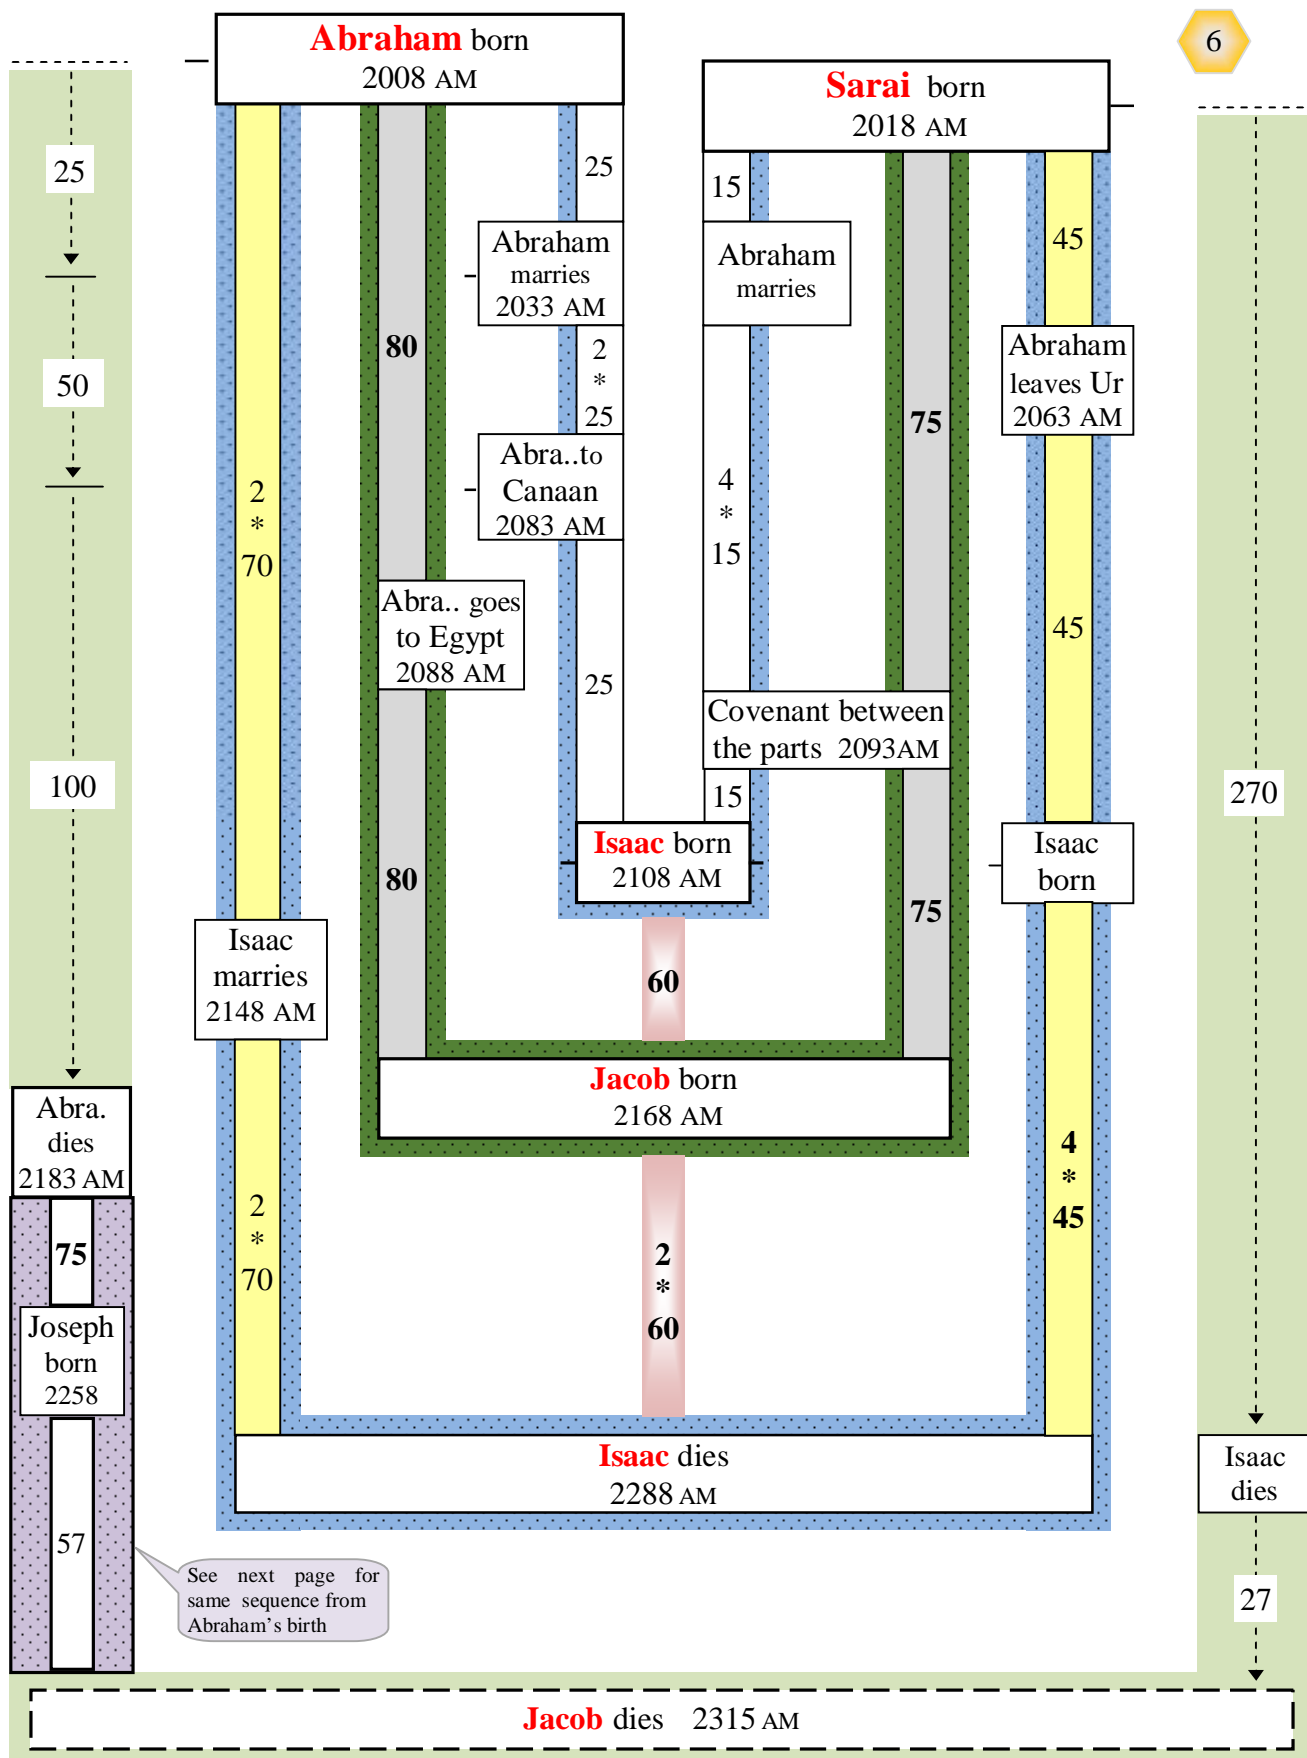 Abraham born
2008 AM
6
Sarai born
2018 AM
25
50
100
Abra.
dies
2183 AM
75
Joseph
born
2258
57
2
*
70
Isaac
marries
2148 AM
2
*
70
80
Abra.. goes
to Egypt
2088 AM
80
25
Abraham
marries
2033 AM
2
*
25
Abra..to
Canaan
2083 AM
25
15
Abraham
marries
4
*
15
Covenant between
the parts 2093AM
15
Isaac born
2108 AM
60
75
75
Jacob born
2168 AM
2
*
60
45
Abraham
leaves Ur
2063 AM
45
Isaac
born
4
*
45
Isaac dies
2288 AM
270
Isaac
dies
27
See next page for
same sequence from
Abraham's birth
Jacob dies 2315 AM